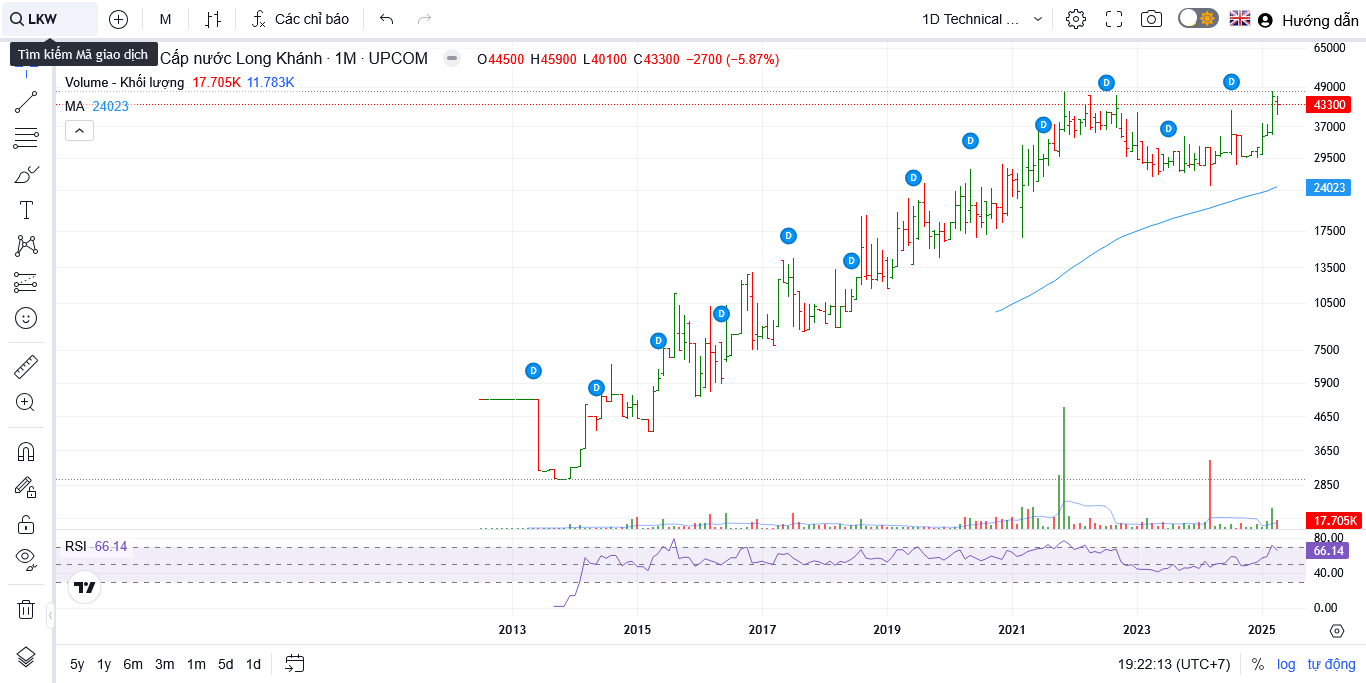 LKW
M
Các chỉ báo
1D Technical ...
Hướng dẫn
Tìm kiếm Mã giao dịch
Cấp nước Long Khánh · 1M · UPCOM
O44500 H45900 L40100 C43300 −2700 (−5.87%)
Volume - Khối lượng 17.705K 11.783K
MA 24023
65000
49000
43300
37000
29500
24023
17500
13500
10500
7500
5900
4650
3650
2850
17.705K
D
D
D
D
D
D
D
D
D
D
D
D
D
RSI 66.14
80.00
66.14
40.00
0.00
2013
2015
2017
2019
2021
2023
2025
5y 1y 6m 3m 1m 5d 1d
19:22:13 (UTC+7)
% log tự động